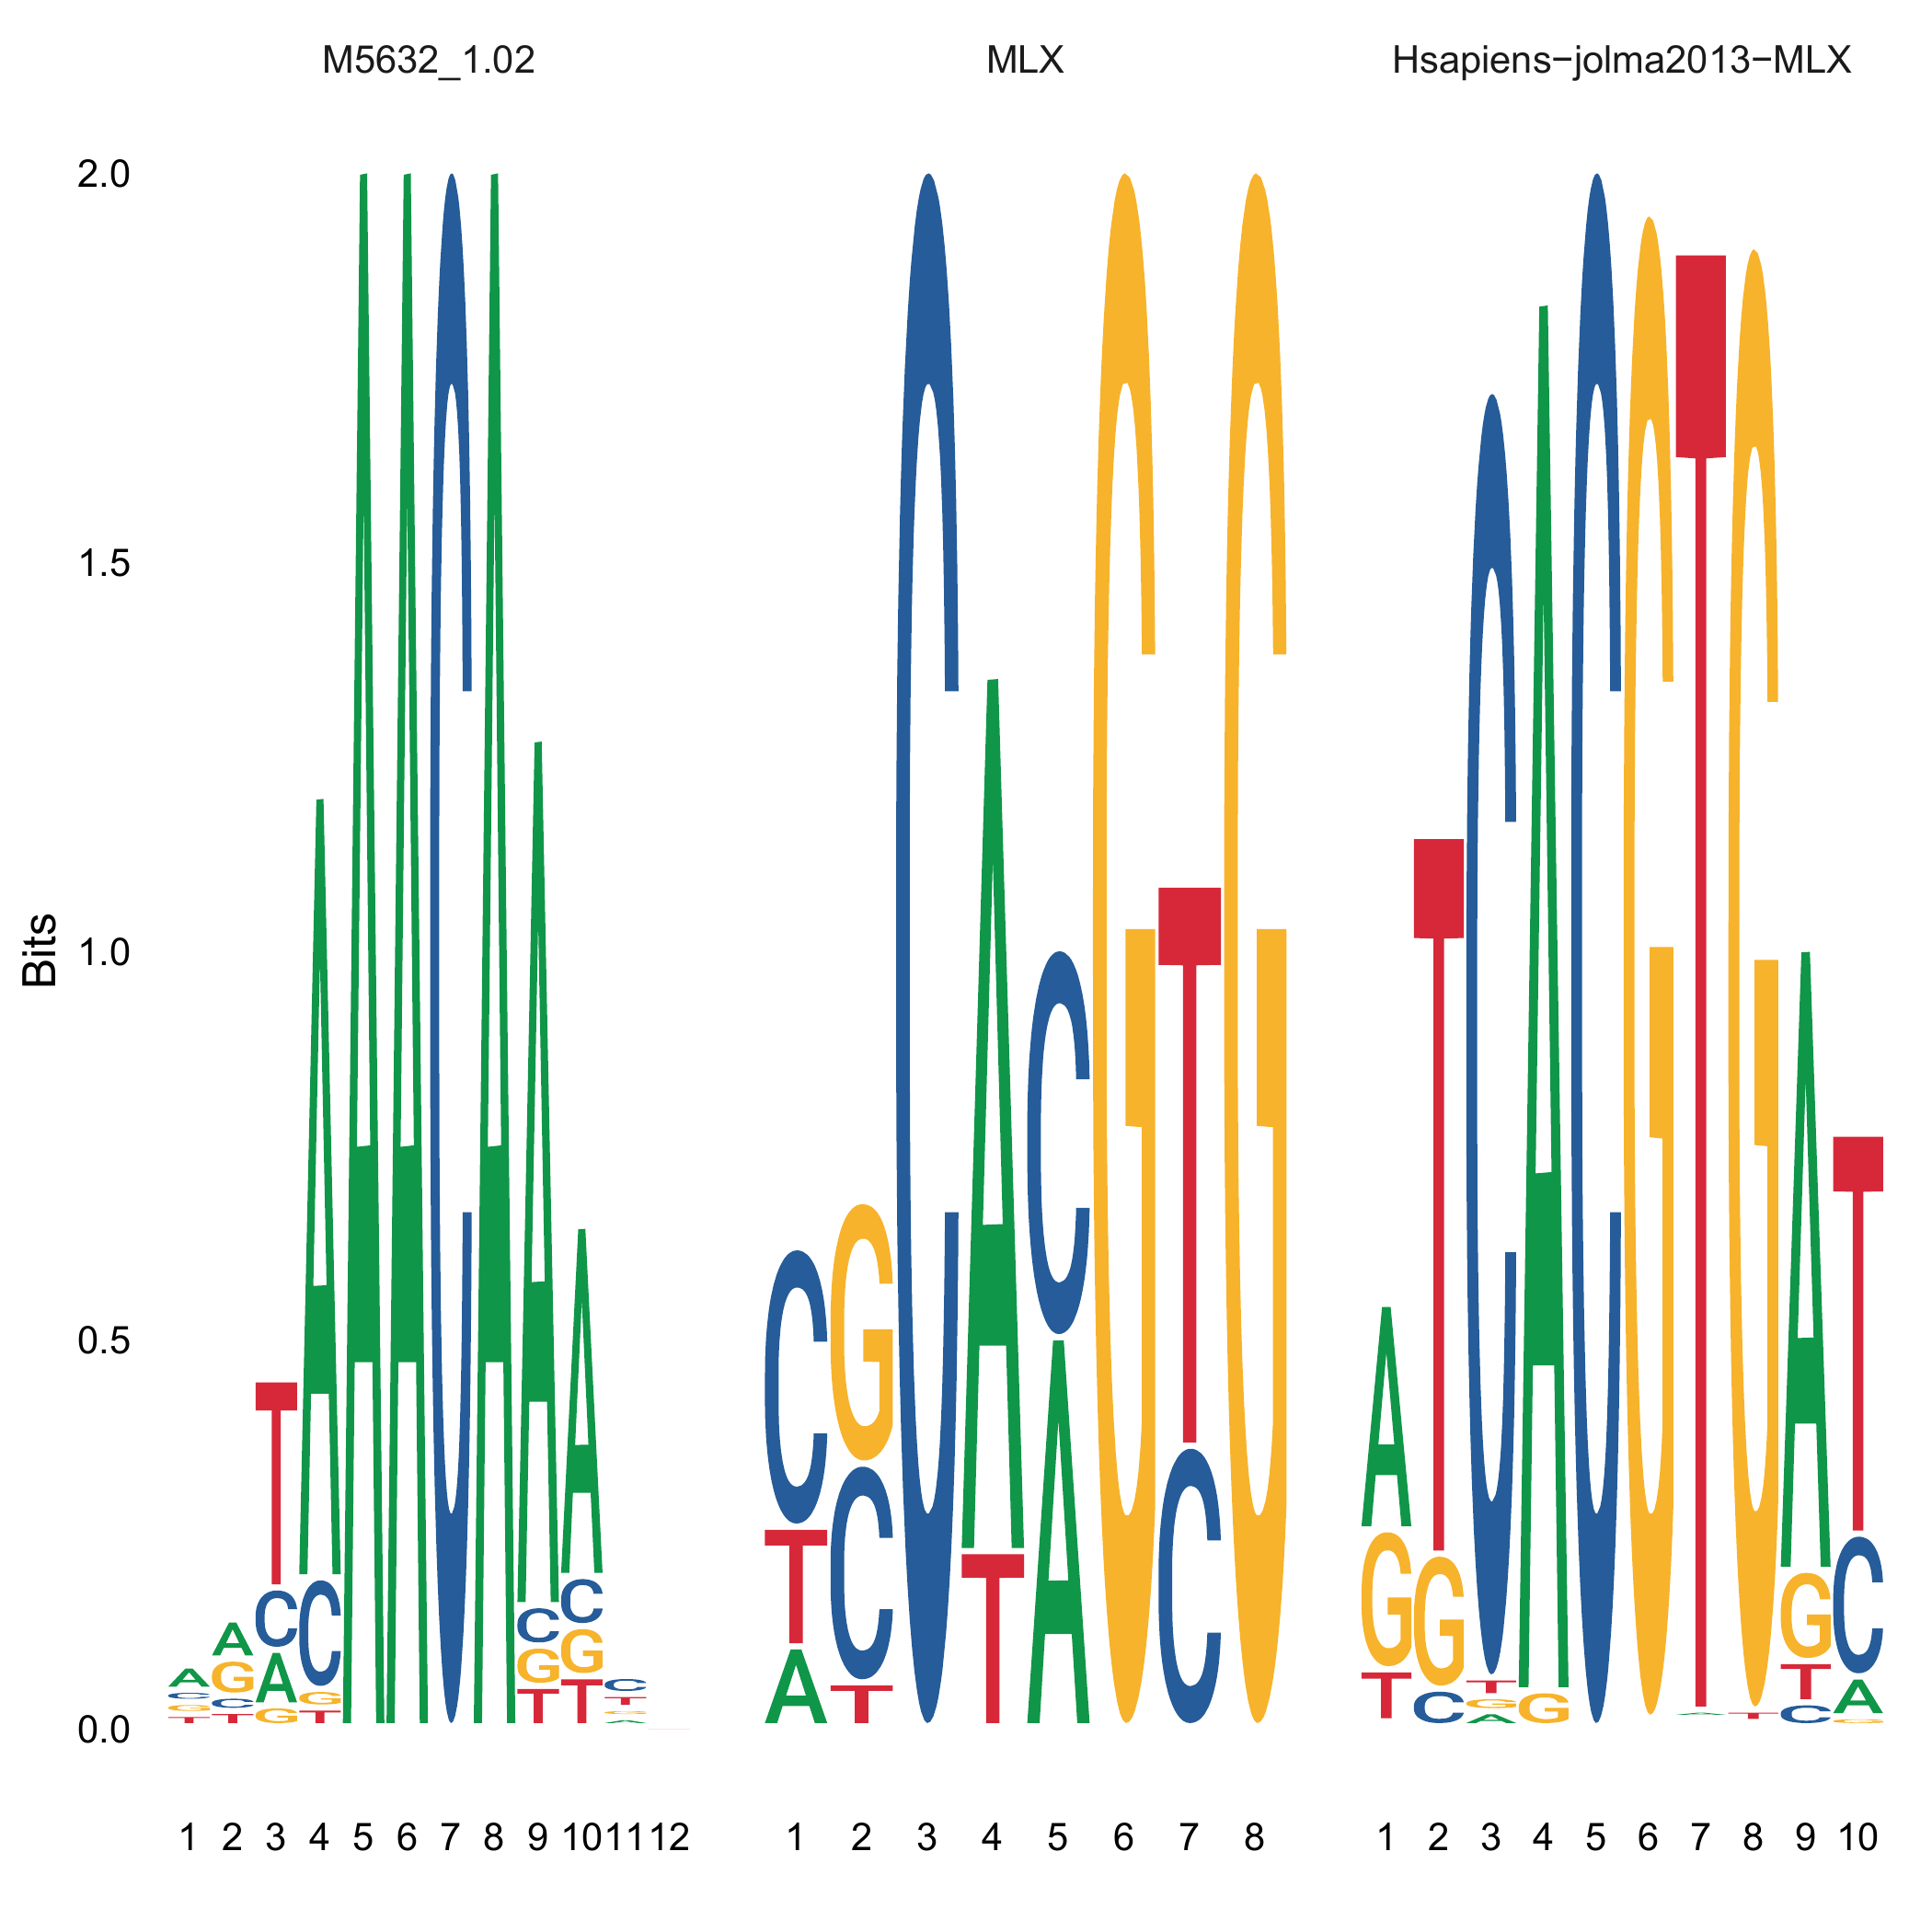 M5632_1.02 MLX Hsapiens−jolma2013−MLX
2.0
1.5
1.0
0.5
0.0
Bits
A C G T
A G C T
T C A G
A C G T
A
A
C
A
A C G T
A C G T
C T G A
C T A
G C T
C
A T
C A
G
T C
G
A G T
T G C
C T G A
A G
C
G
T A
G T
A G T C
T C A G
1 2 3 4 5 6 7 8 9 10 11 12 1 2 3 4 5 6 7 8 1 2 3 4 5 6 7 8 9 10